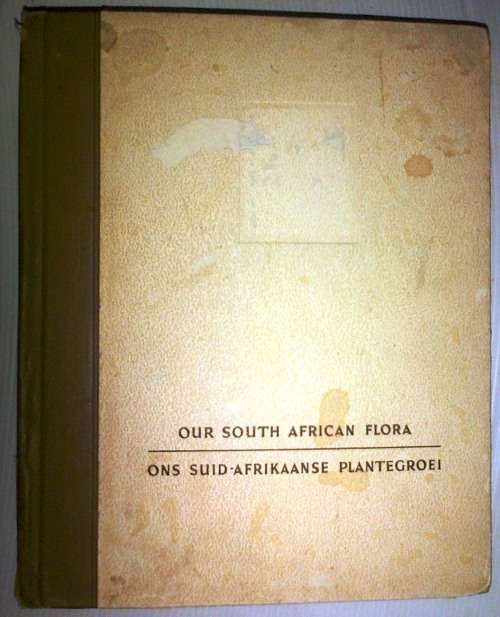 OUR SOUTH AFRICAN FLORA
ONS SUID-AFRIKAANSE PLANTEGROEI